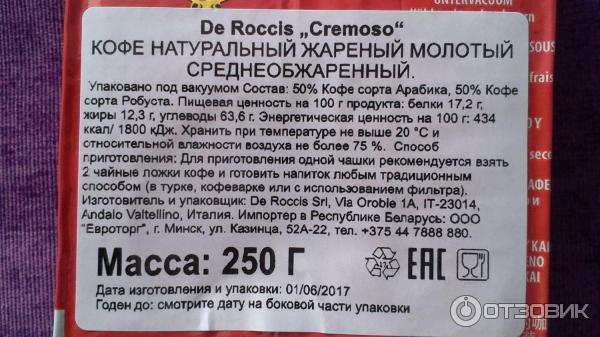 De Roccis „Cremoso“
КОФЕ НАТУРАЛЬНЫЙ ЖАРЕНЫЙ МОЛОТЫЙ
СРЕДНЕОБЖАРЕННЫЙ.
Упаковано под вакуумом Состав: 50% Кофе сорта Арабика, 50% Кофе
сорта Робуста. Пищевая ценность на 100 г продукта: белки 17,2 г,
жиры 12,3 г, углеводы 63,6 г. Энергетическая ценность на 100 г: 434
ккал/ 1800 кДж. Хранить при температуре не выше 20 °С и
относительной влажности воздуха не более 75 %. Способ
приготовления: Для приготовления одной чашки рекомендуется взять
2 чайные ложки кофе и готовить напиток любым традиционным
способом (в турке, кофеварке или с использованием фильтра).
Изготовитель и упаковщик: De Roccis Srl, Via Orobie 1A, IT-23014,
Andalo Valtellino, Италия. Импортер в Республике Беларусь: ООО
"Евроторг", г. Минск, ул. Казинца, 52А-22, тел. +375 44 7888 880.
Масса: 250 Г
EAC
Дата изготовления и упаковки: 01/06/2017
Годен до: смотрите дату на боковой части упаковки
UNTERVACUUM
ОТЗОВИК